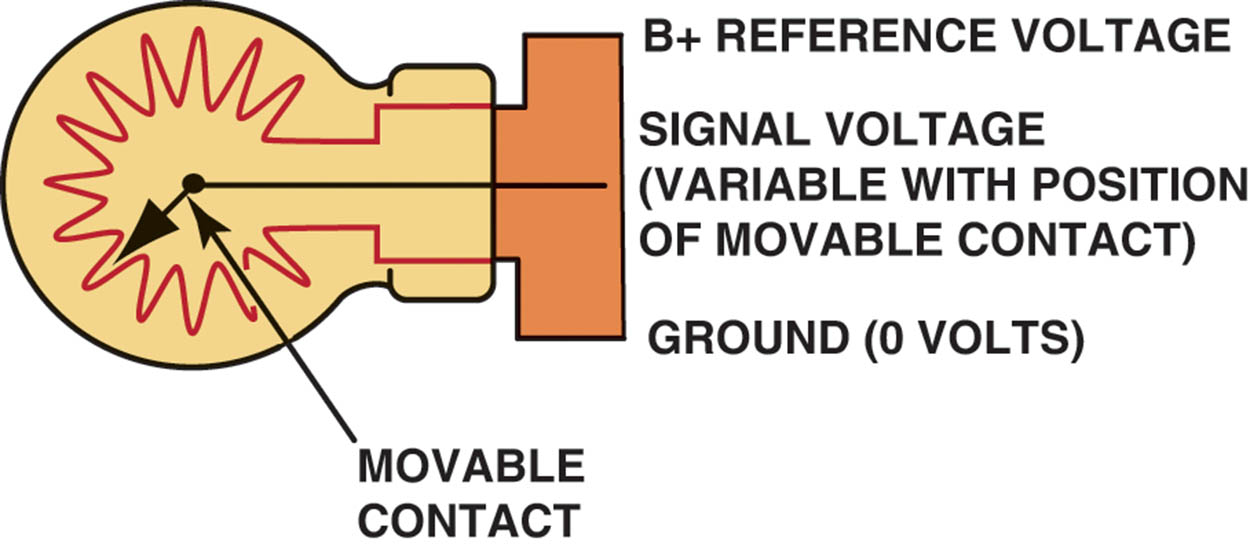 B+ REFERENCE VOLTAGE
SIGNAL VOLTAGE
(VARIABLE WITH POSITION
OF MOVABLE CONTACT)
GROUND (0 VOLTS)
MOVABLE
CONTACT